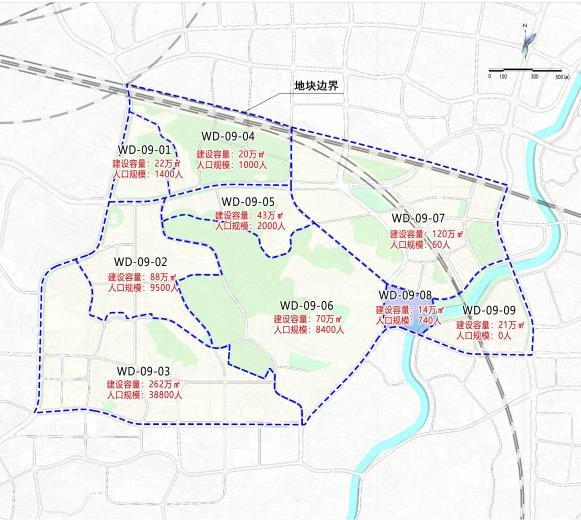 N
0 100 300 500(m)
地块边界
WD-09-04
建设容量：20万㎡
人口规模：1000人
WD-09-01
建设容量：22万㎡
人口规模：1400人
WD-09-05
建设容量：43万㎡
人口规模：2000人
WD-09-07
建设容量：120万㎡
人口规模：60人
WD-09-02
建设容量：88万㎡
人口规模：9500人
WD-09-08
建设容量：14万㎡
人口规模：740人
WD-09-06
建设容量：70万㎡
人口规模：8400人
WD-09-09
建设容量：21万㎡
人口规模：0人
WD-09-03
建设容量：262万㎡
人口规模：38800人